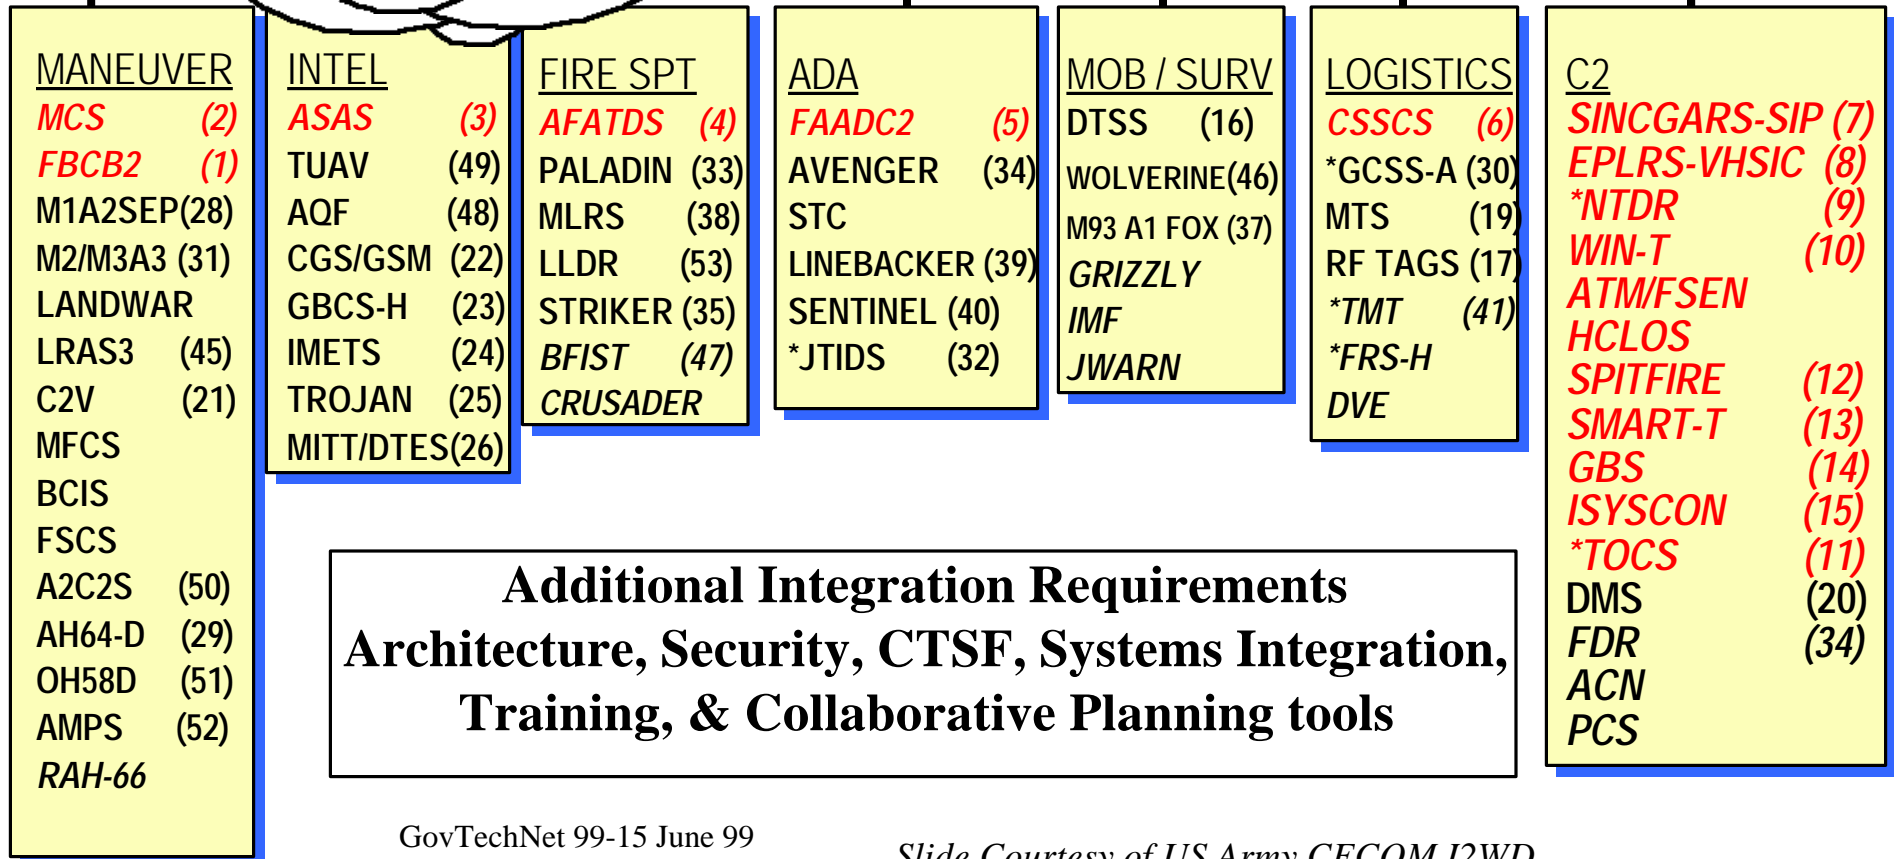 MANEUVER
MCS (2)
FBCB2 (1)
M1A2SEP(28)
M2/M3A3 (31)
LANDWAR
LRAS3 (45)
C2V (21)
MFCS
BCIS
FSCS
A2C2S (50)
AH64-D (29)
OH58D (51)
AMPS (52)
RAH-66
INTEL
ASAS (3)
TUAV (49)
AQF (48)
CGS/GSM (22)
GBCS-H (23)
IMETS (24)
TROJAN (25)
MITT/DTES(26)
FIRE SPT
AFATDS (4)
PALADIN (33)
MLRS (38)
LLDR (53)
STRIKER (35)
BFIST (47)
CRUSADER
ADA
FAADC2 (5)
AVENGER (34)
STC
LINEBACKER (39)
SENTINEL (40)
*JTIDS (32)
MOB / SURV
DTSS (16)
WOLVERINE(46)
M93 A1 FOX (37)
GRIZZLY
IMF
JWARN
LOGISTICS
CSSCS (6)
*GCSS-A (30)
MTS (19)
RF TAGS (17)
*TMT (41)
*FRS-H
DVE
C2
SINCGARS-SIP (7)
EPLRS-VHSIC (8)
*NTDR (9)
WIN-T (10)
ATM/FSEN
HCLOS
SPITFIRE (12)
SMART-T (13)
GBS (14)
ISYSCON (15)
*TOCS (11)
DMS (20)
FDR (34)
ACN
PCS
Additional Integration Requirements
Architecture, Security, CTSF, Systems Integration,
Training, & Collaborative Planning tools
GovTechNet 99-15 June 99
Slide Courtesy of US Army CECOM I2WD